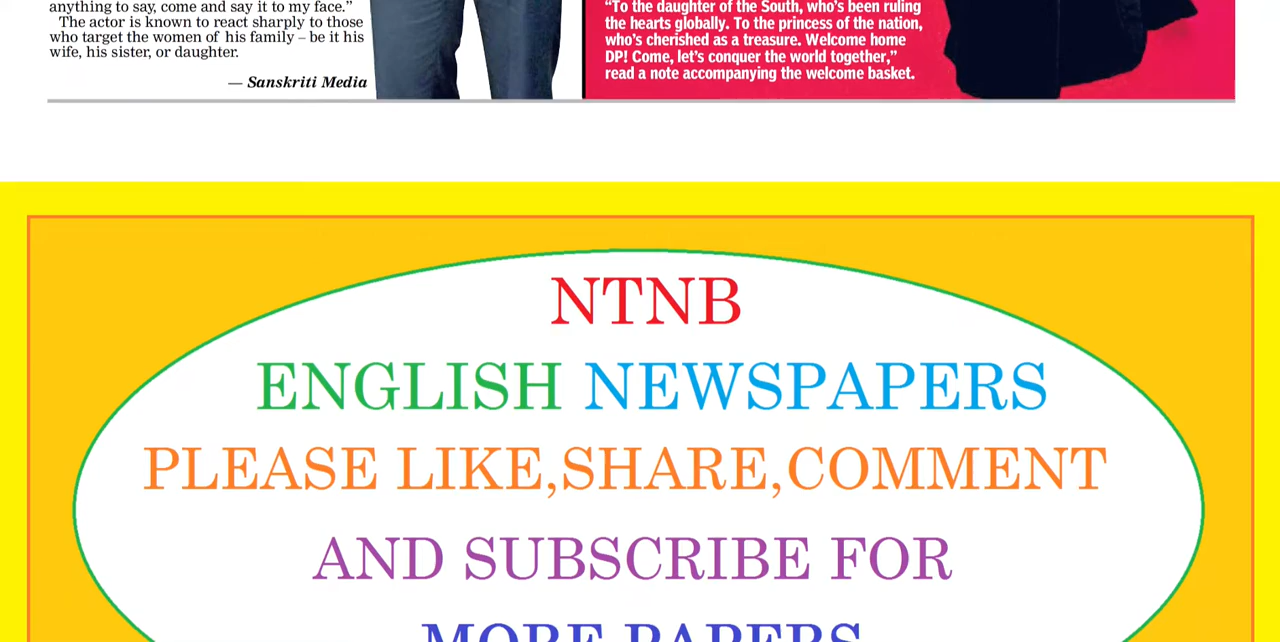 anything to say, come and say it to my face.”
The actor is known to react sharply to those
who target the women of his family – be it his
wife, his sister, or daughter.
— Sanskriti Media
“To the daughter of the South, who’s been ruling
the hearts globally. To the princess of the nation,
who’s cherished as a treasure. Welcome home
DP! Come, let’s conquer the world together,”
read a note accompanying the welcome basket.
NTNB
ENGLISH NEWSPAPERS
PLEASE LIKE,SHARE,COMMENT
AND SUBSCRIBE FOR
MORE PAPERS